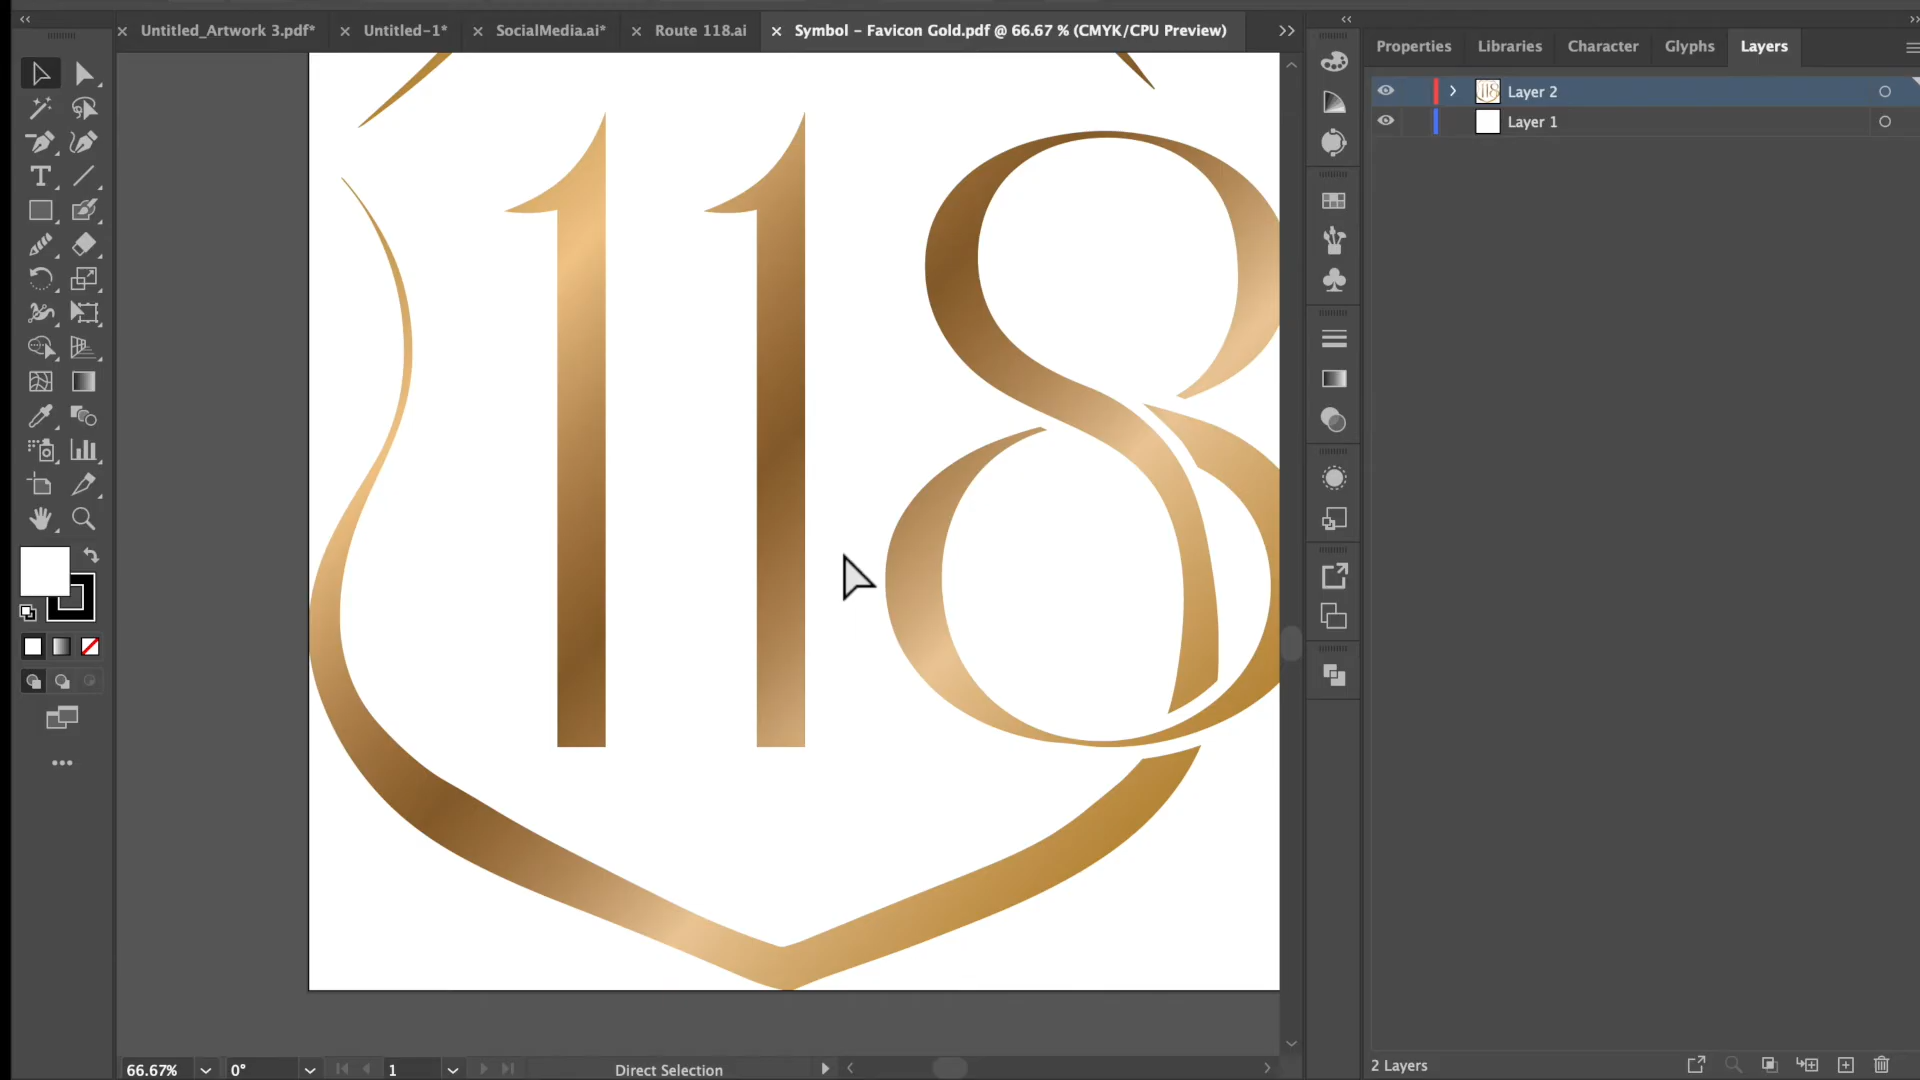 Untitled_Artwork 3.pdf*
Untitled-1*
SocialMedia.ai*
Route 118.ai
Symbol - Favicon Gold.pdf @ 66.67 % (CMYK/CPU Preview)
Properties
Libraries
Character
Glyphs
Layers
Layer 2
Layer 1
118
66.67%
0°
1
Direct Selection
2 Layers